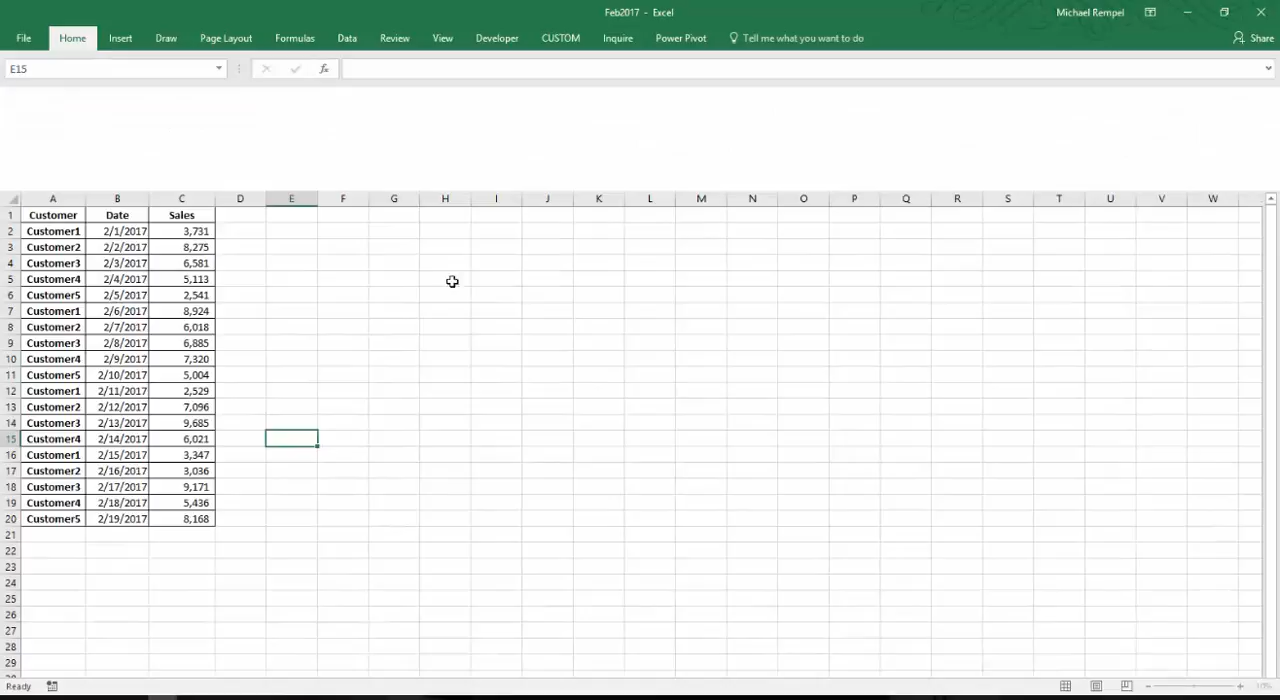 Feb2017 - Excel
Michael Rempel
File Home Insert Draw Page Layout Formulas Data Review View Developer CUSTOM Inquire Power Pivot Tell me what you want to do Share
E15 fx
A B C D E F G H I J K L M N O P Q R S T U V W
1 Customer Date Sales
2 Customer1 2/1/2017 3,731
3 Customer2 2/2/2017 8,275
4 Customer3 2/3/2017 6,581
5 Customer4 2/4/2017 5,113
6 Customer5 2/5/2017 2,541
7 Customer1 2/6/2017 8,924
8 Customer2 2/7/2017 6,018
9 Customer3 2/8/2017 6,885
10 Customer4 2/9/2017 7,320
11 Customer5 2/10/2017 5,004
12 Customer1 2/11/2017 2,529
13 Customer2 2/12/2017 7,096
14 Customer3 2/13/2017 9,685
15 Customer4 2/14/2017 6,021
16 Customer1 2/15/2017 3,347
17 Customer2 2/16/2017 3,036
18 Customer3 2/17/2017 9,171
19 Customer4 2/18/2017 5,436
20 Customer5 2/19/2017 8,168
21
22
23
24
25
26
27
28
29
Ready